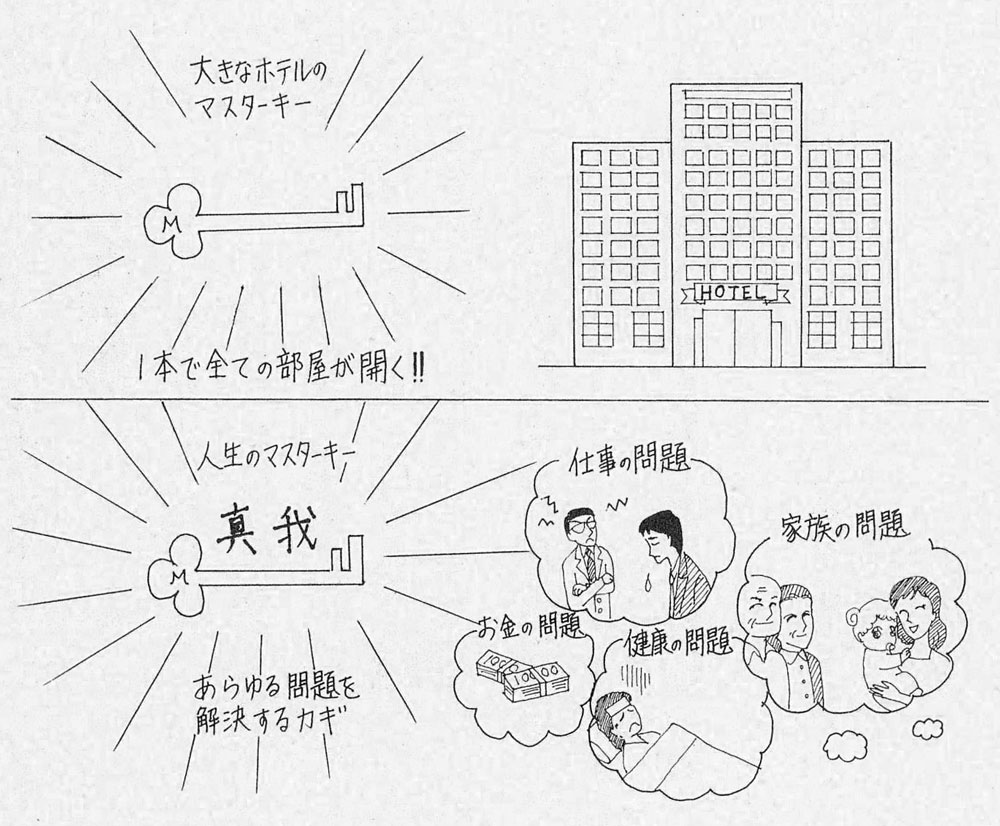 大きなホテルの
マスターキー
M
HOTEL
1本で全ての部屋が開く!!
人生のマスターキー
真我
M
あらゆる問題を
解決するカギ
仕事の問題
家族の問題
お金の問題
100
100
健康の問題